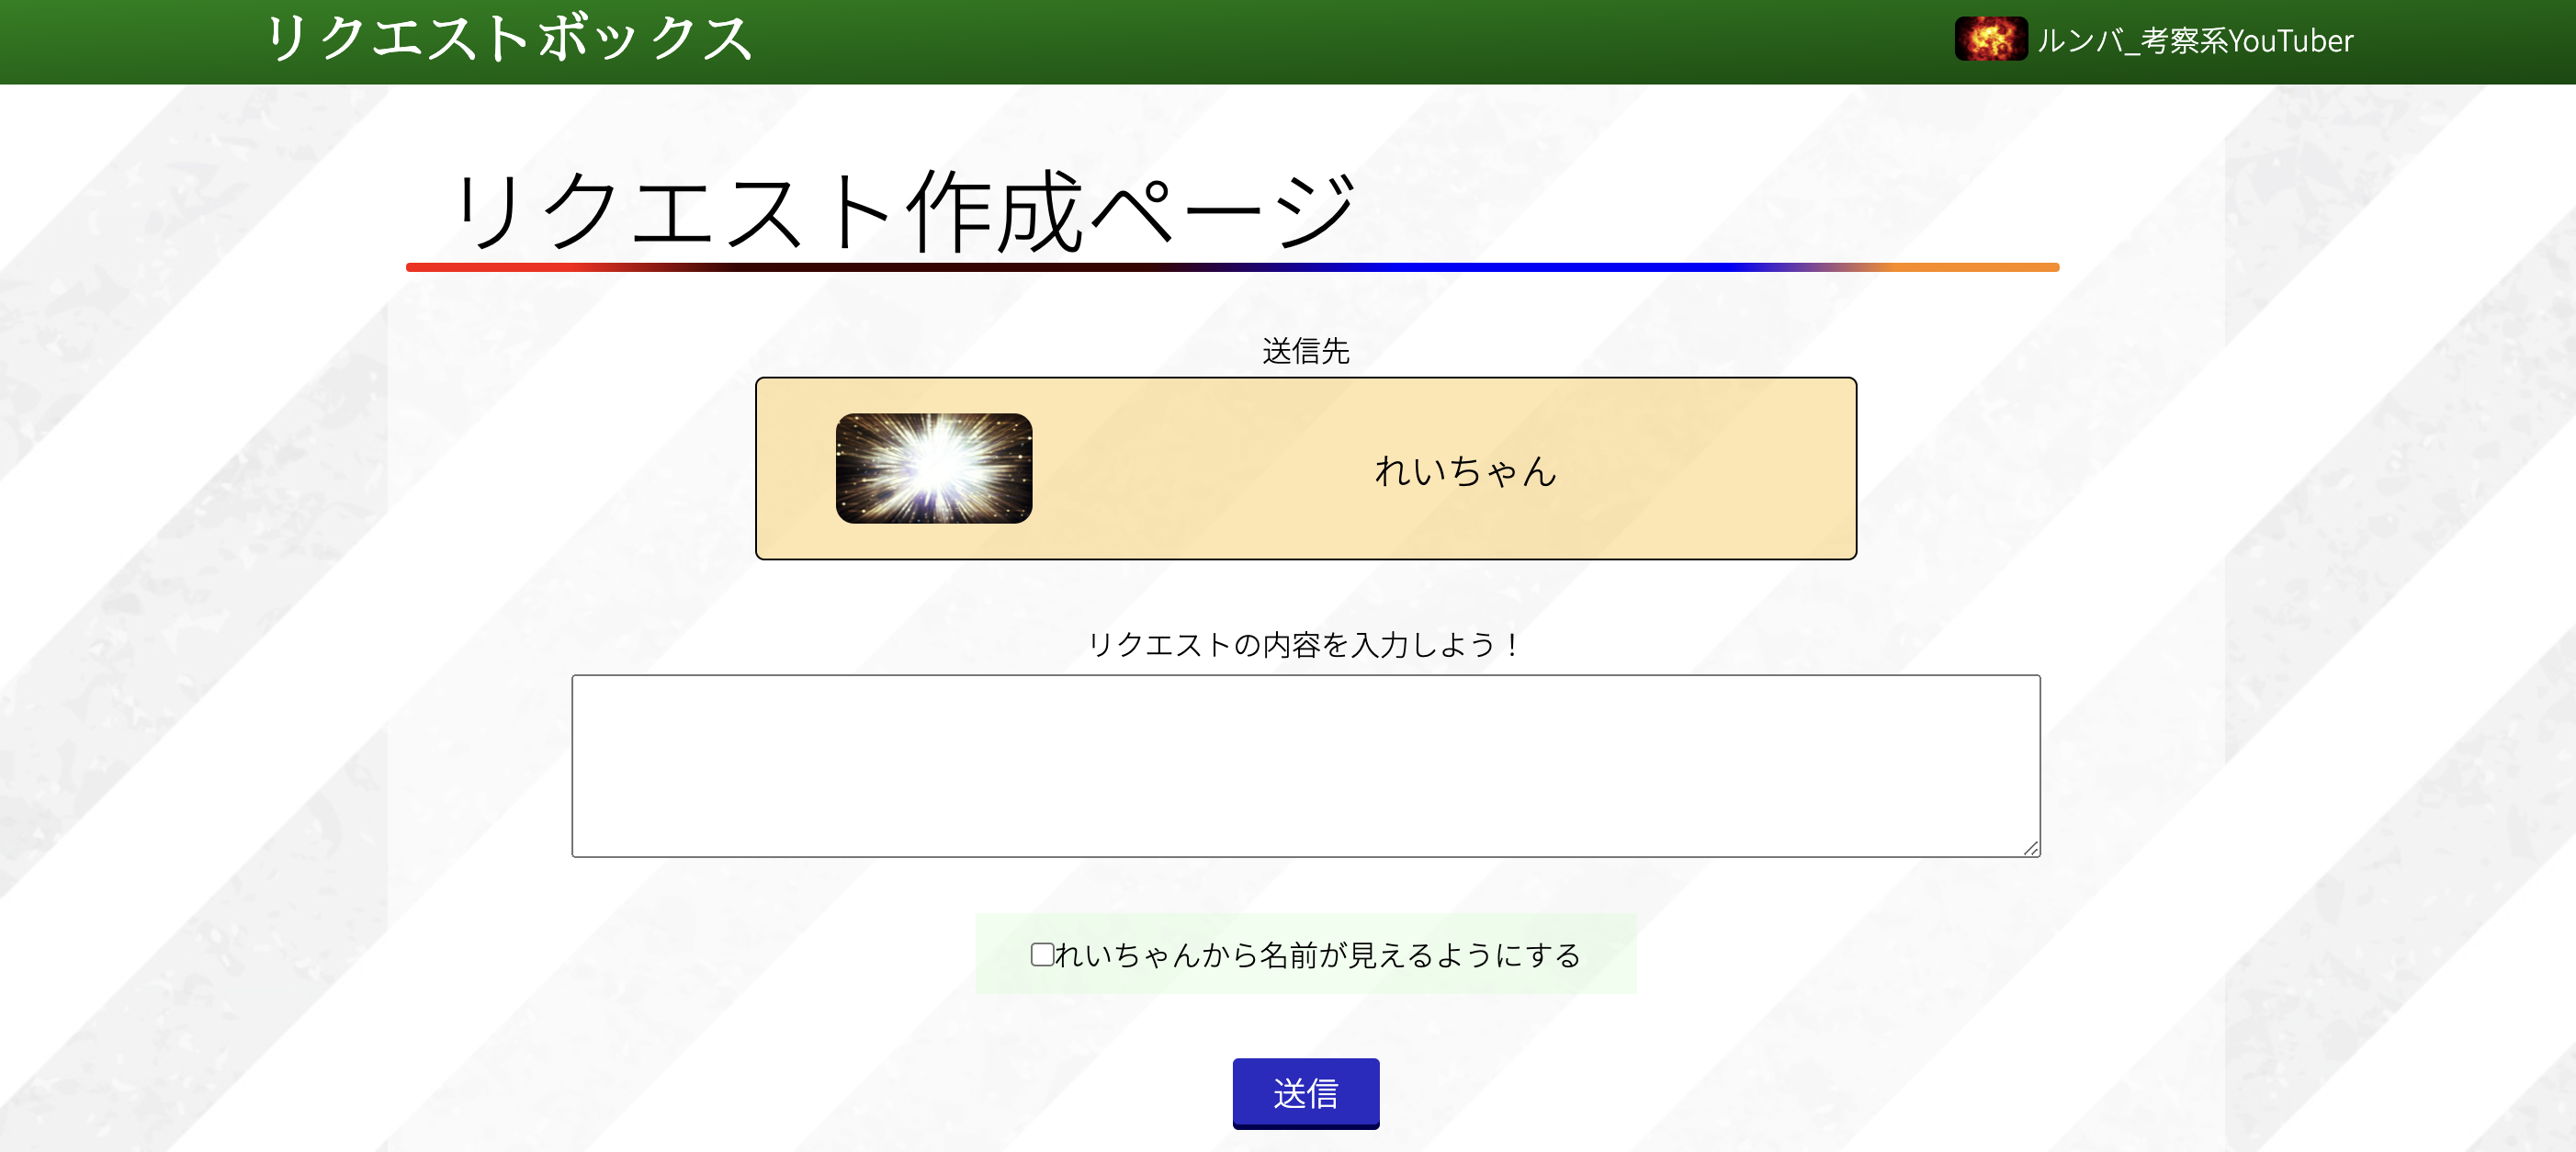 リクエストボックス
ルンバ_考察系YouTuber
リクエスト作成ページ
送信先
れいちゃん
リクエストの内容を入力しよう！
れいちゃんから名前が見えるようにする
送信